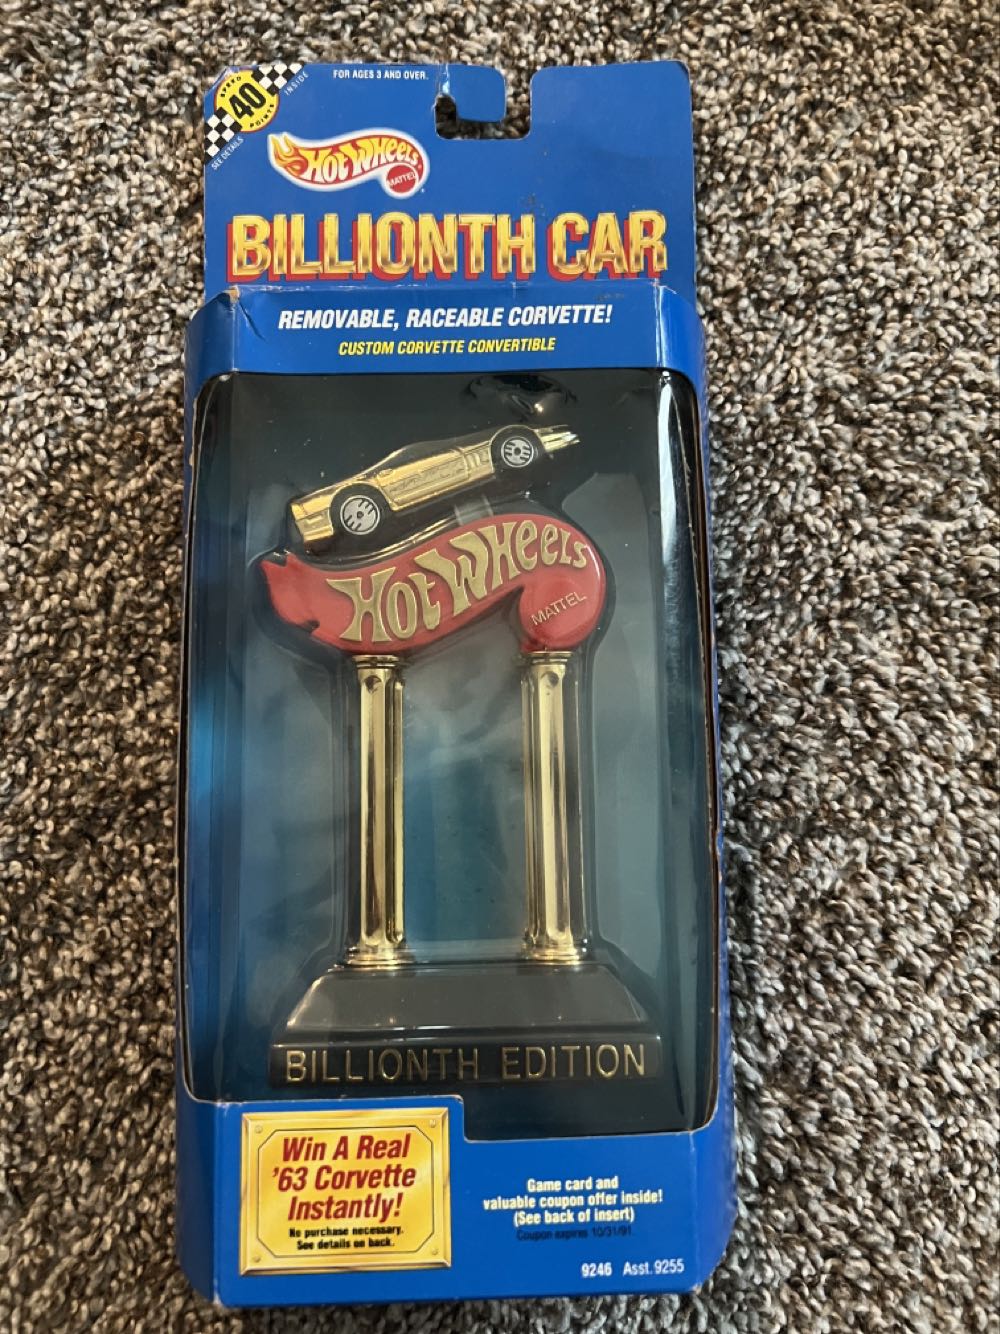 SPEED
40
POINTS
SEE DETAILS
INSIDE
FOR AGES 3 AND OVER.
HOT WHEELS
MATTEL
BILLIONTH CAR
REMOVABLE, RACEABLE CORVETTE!
CUSTOM CORVETTE CONVERTIBLE
HOT WHEELS
MATTEL
BILLIONTH EDITION
Win A Real
'63 Corvette
Instantly!
No purchase necessary.
See details on back.
Game card and
valuable coupon offer inside!
(See back of insert)
Coupon expires 10/31/91.
9246 Asst. 9255